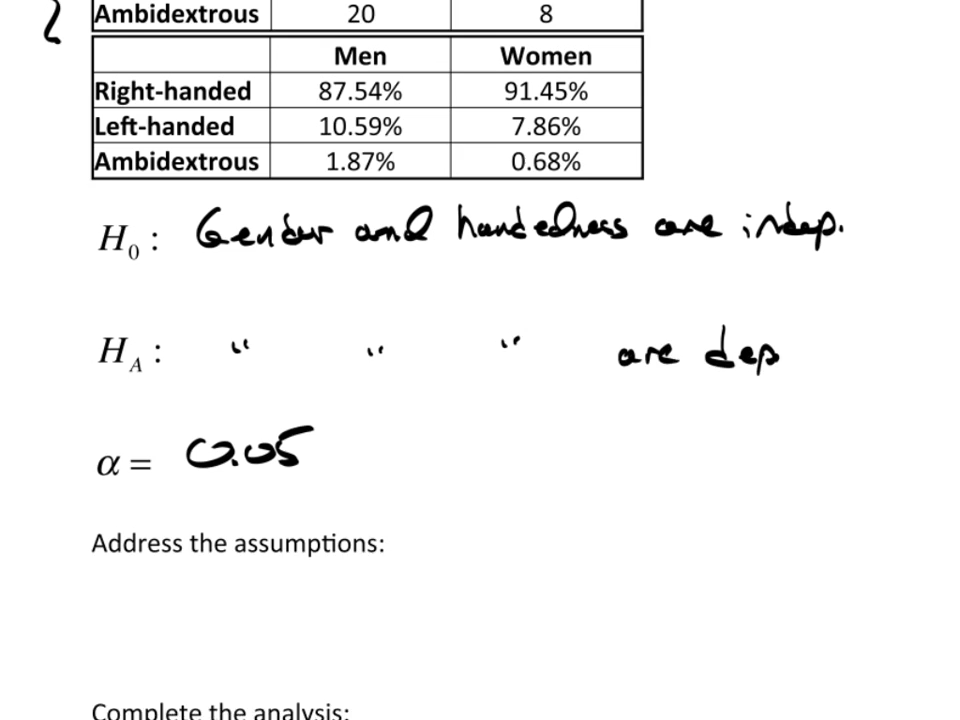 Ambidextrous 20 8
Men Women
Right-handed 87.54% 91.45%
Left-handed 10.59% 7.86%
Ambidextrous 1.87% 0.68%
H₀ : Gender and handedness are indep.
H_A : " " " are dep
α = 0.05
Address the assumptions:
Complete the analysis: